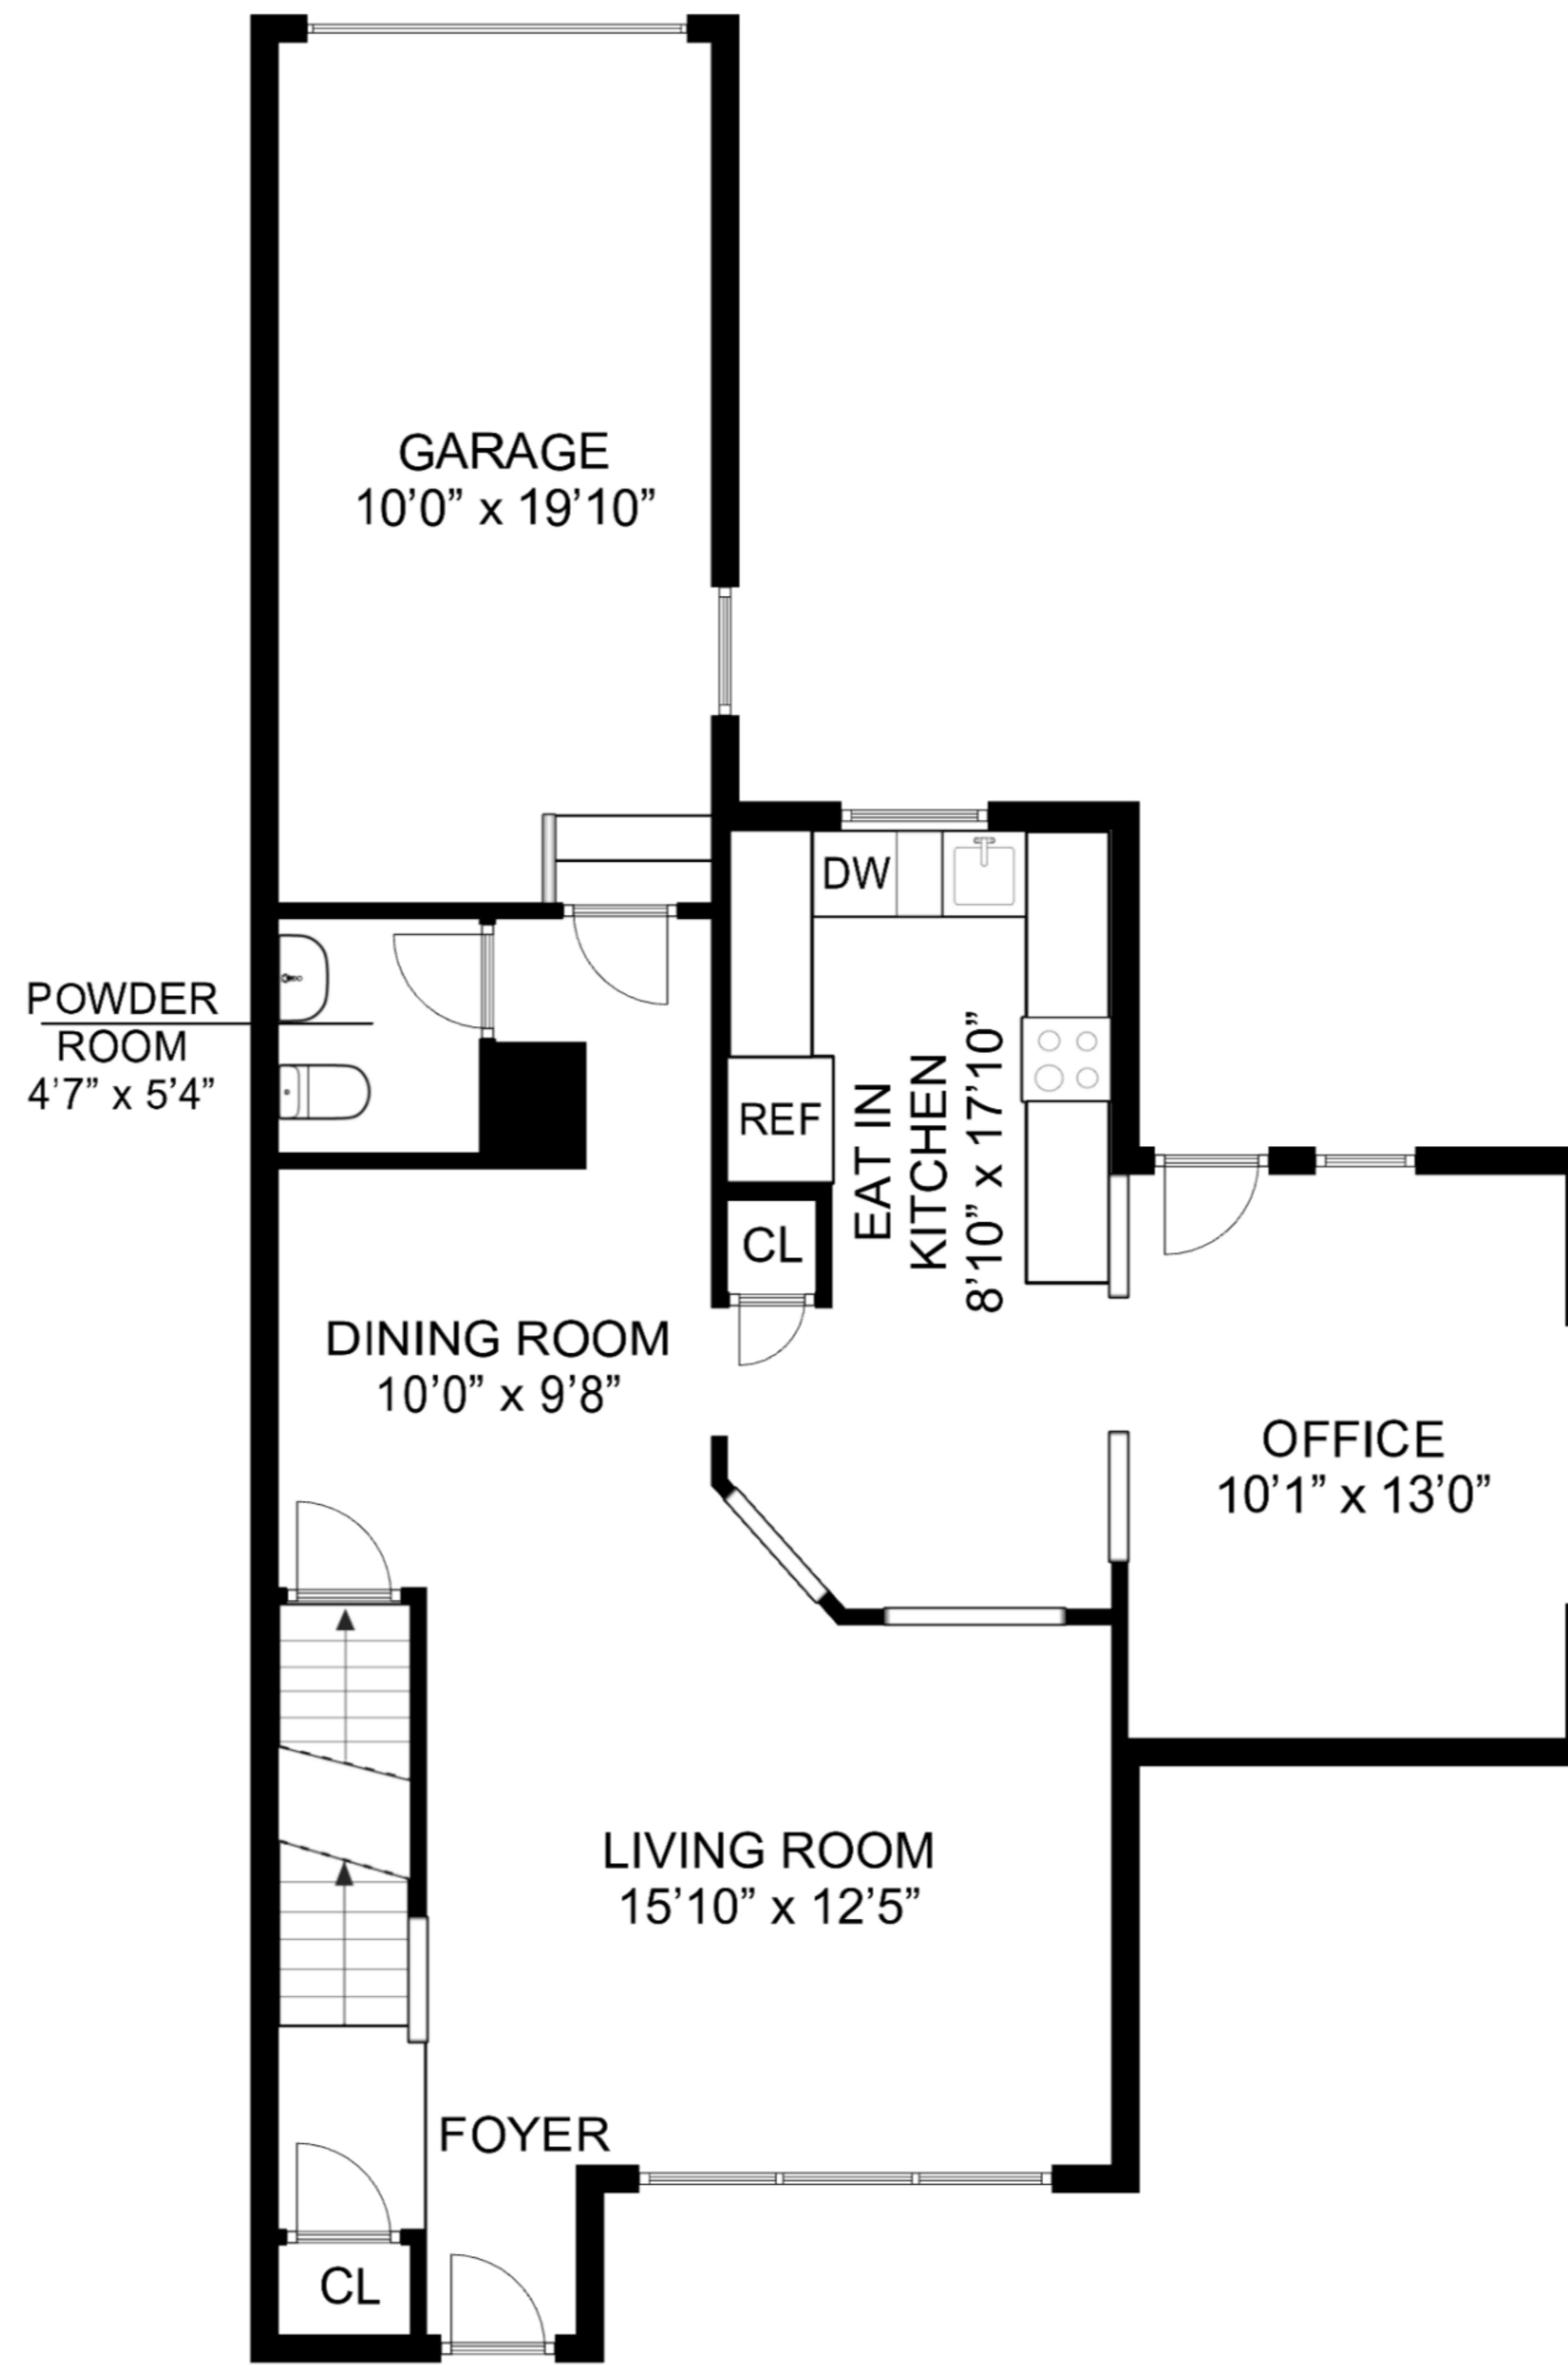 GARAGE
10’0” x 19’10”
DW
POWDER
ROOM
4’7” x 5’4”
REF
EAT IN
KITCHEN
8’10” x 17’10”
CL
DINING ROOM
10’0” x 9’8”
OFFICE
10’1” x 13’0”
LIVING ROOM
15’10” x 12’5”
FOYER
CL